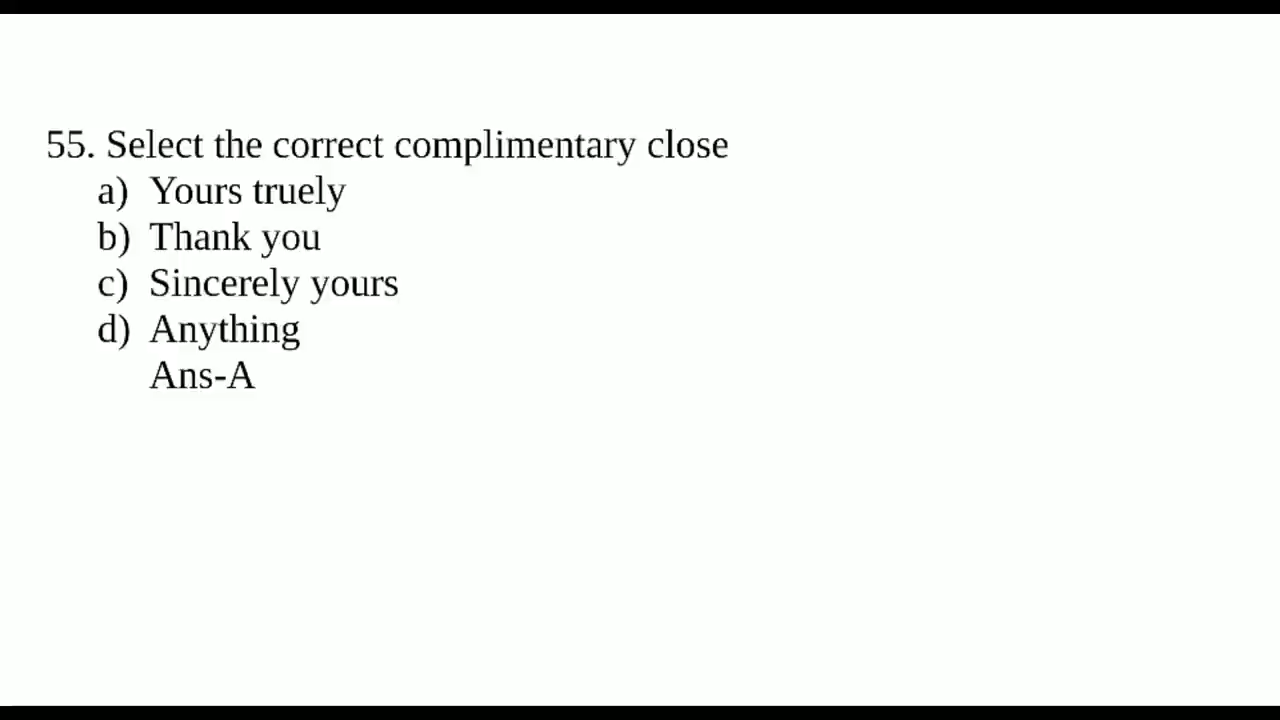 55. Select the correct complimentary close
a) Yours truely
b) Thank you
c) Sincerely yours
d) Anything
Ans-A